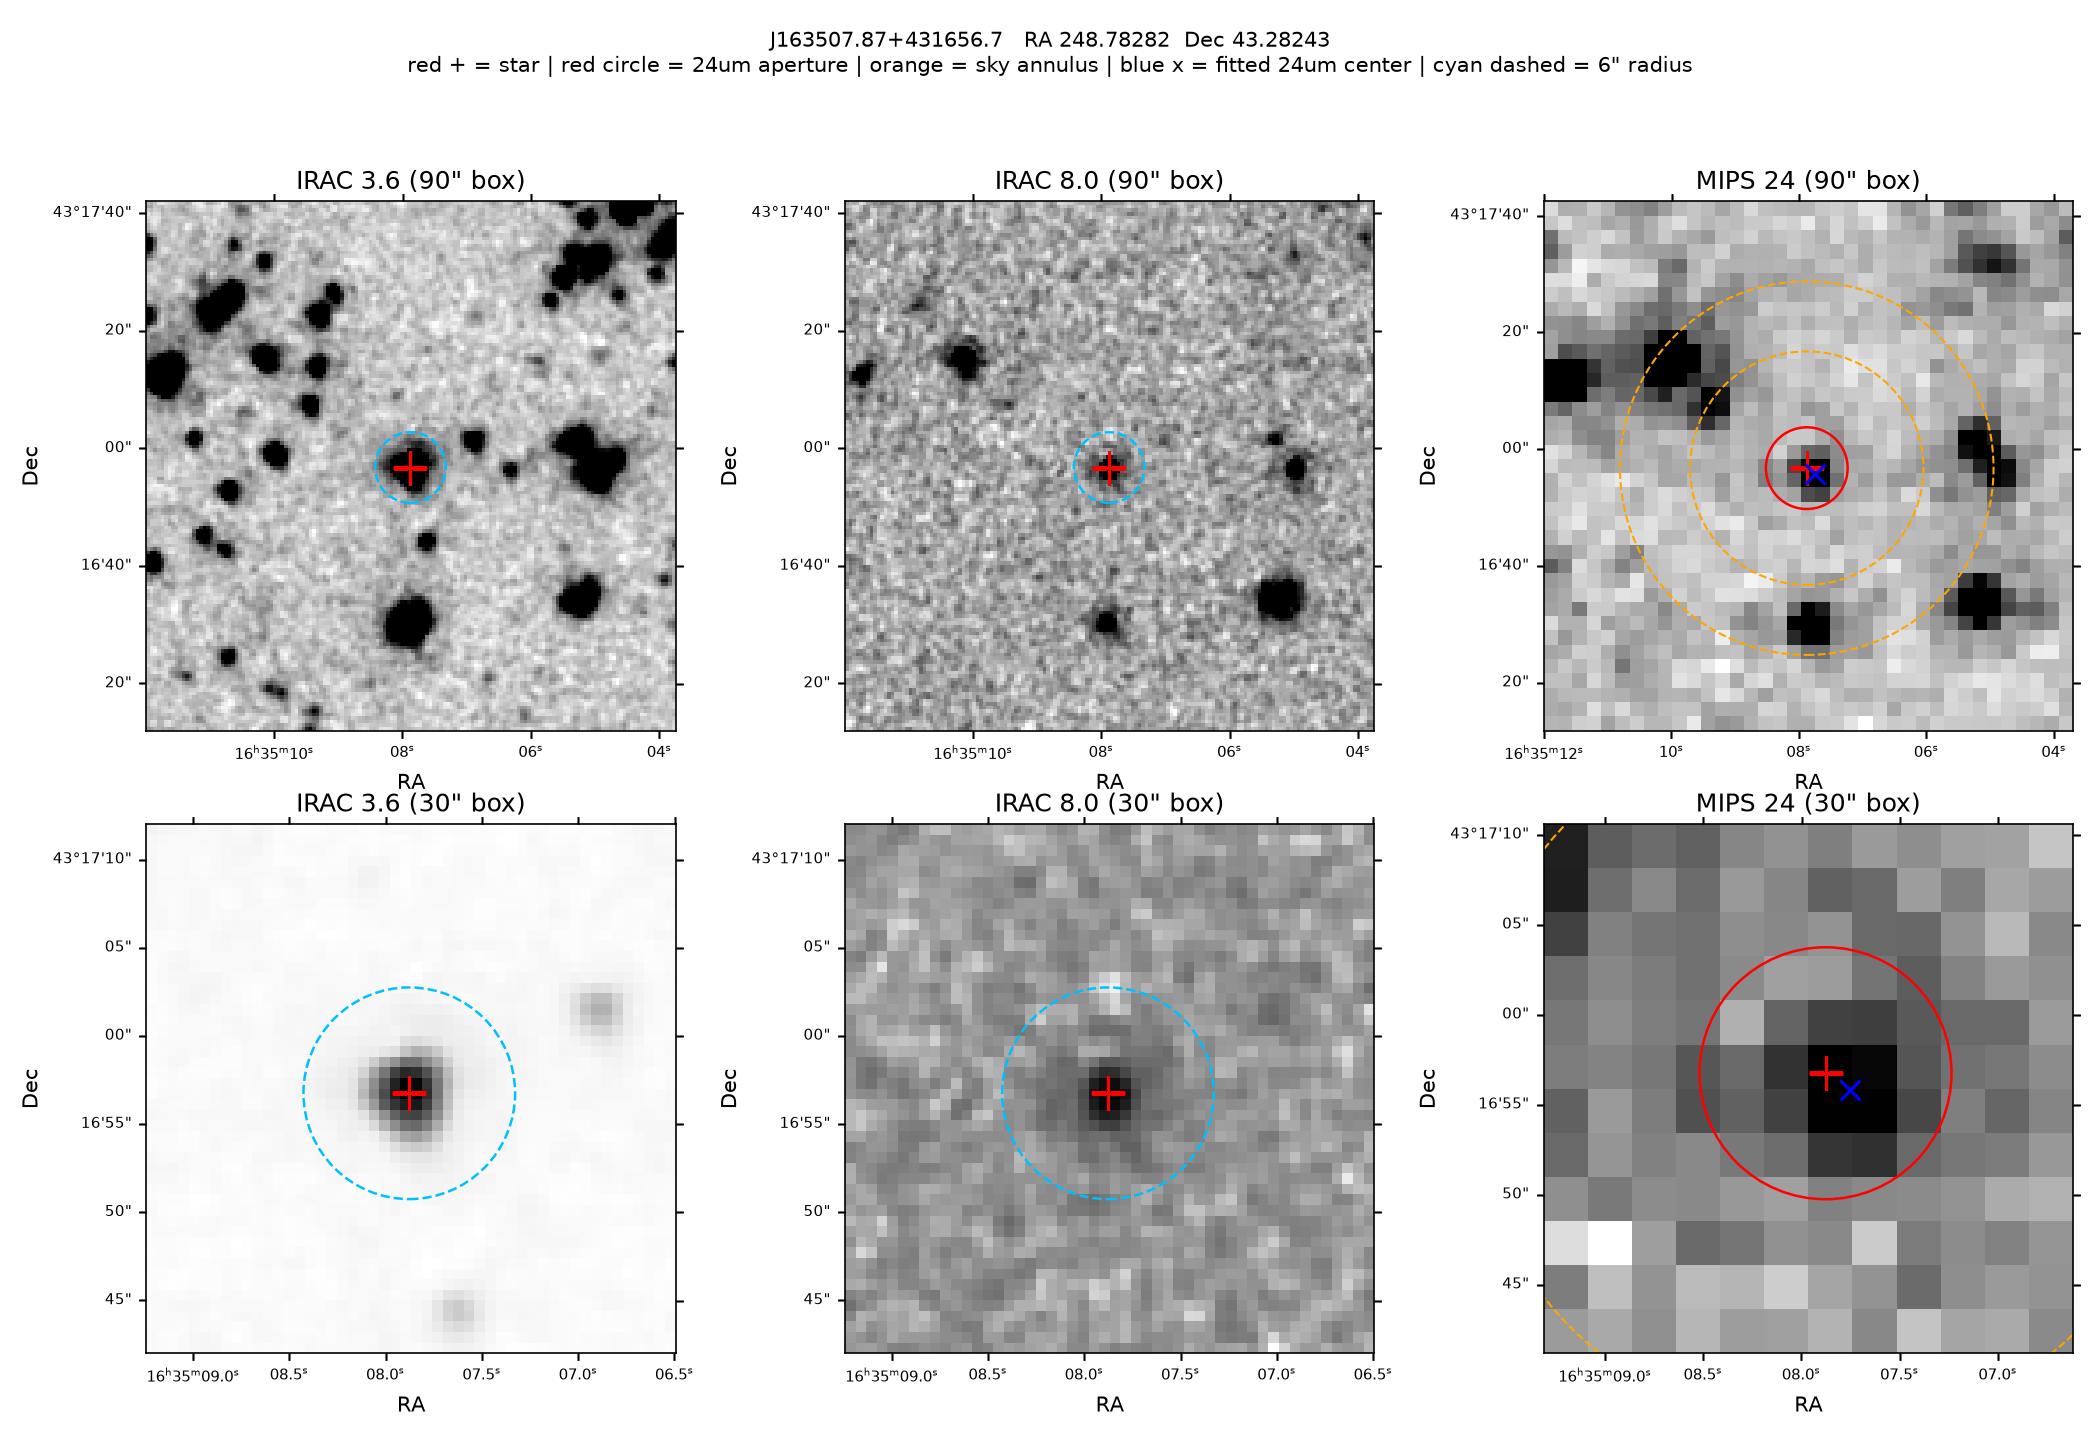 J163507.87+431656.7   RA 248.78282  Dec 43.28243
red + = star | red circle = 24um aperture | orange = sky annulus | blue x = fitted 24um center | cyan dashed = 6" radius
IRAC 3.6 (90" box)
43°17'40"
20"
00"
16'40"
20"
Dec
16ʰ35ᵐ10ˢ
08ˢ
06ˢ
04ˢ
RA
IRAC 8.0 (90" box)
43°17'40"
20"
00"
16'40"
20"
Dec
16ʰ35ᵐ10ˢ
08ˢ
06ˢ
04ˢ
RA
MIPS 24 (90" box)
43°17'40"
20"
00"
16'40"
20"
Dec
16ʰ35ᵐ12ˢ
10ˢ
08ˢ
06ˢ
04ˢ
RA
IRAC 3.6 (30" box)
43°17'10"
05"
00"
16'55"
50"
45"
Dec
16ʰ35ᵐ09.0ˢ
08.5ˢ
08.0ˢ
07.5ˢ
07.0ˢ
06.5ˢ
RA
IRAC 8.0 (30" box)
43°17'10"
05"
00"
16'55"
50"
45"
Dec
16ʰ35ᵐ09.0ˢ
08.5ˢ
08.0ˢ
07.5ˢ
07.0ˢ
06.5ˢ
RA
MIPS 24 (30" box)
43°17'10"
05"
00"
16'55"
50"
45"
Dec
16ʰ35ᵐ09.0ˢ
08.5ˢ
08.0ˢ
07.5ˢ
07.0ˢ
RA